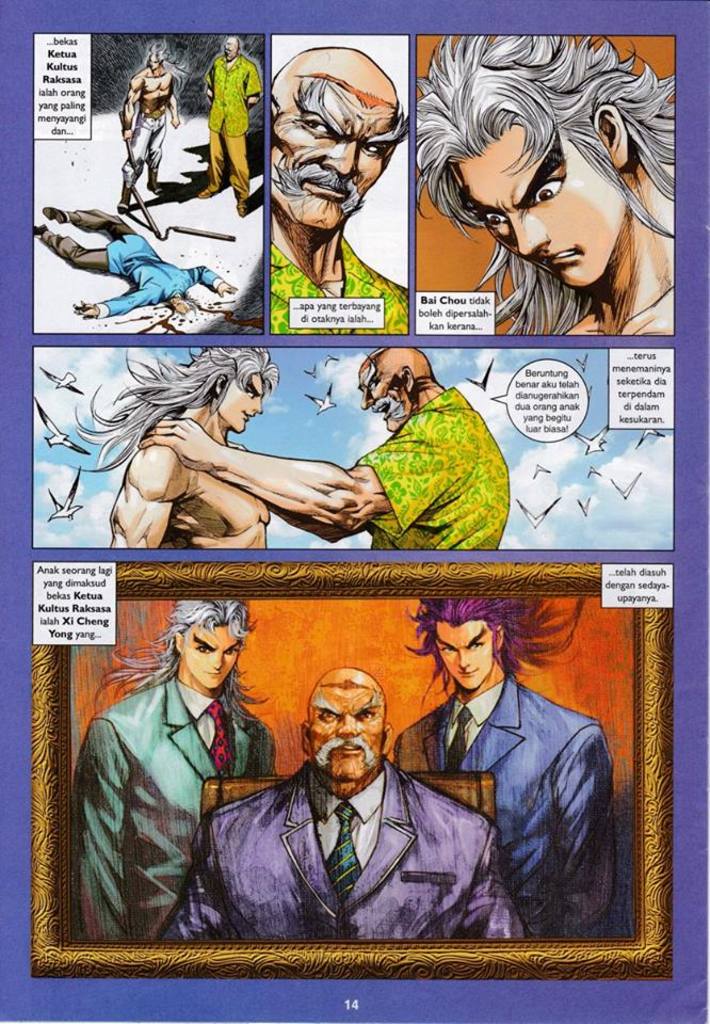 ...bekas
Ketua
Kultus
Raksasa
ialah orang
yang paling
menyayangi
dan...
...apa yang terbayang
di otaknya ialah...
Bai Chou tidak
boleh dipersalah-
kan kerana...
Beruntung
benar aku telah
dianugerahikan
dua orang anak
yang begitu
luar biasa!
...terus
menemaninya
seketika dia
terpendam
di dalam
kesukaran.
Anak seorang lagi
yang dimaksud
bekas Ketua
Kultus Raksasa
ialah Xi Cheng
Yong yang...
...telah diasuh
dengan sedaya-
upayanya.
14